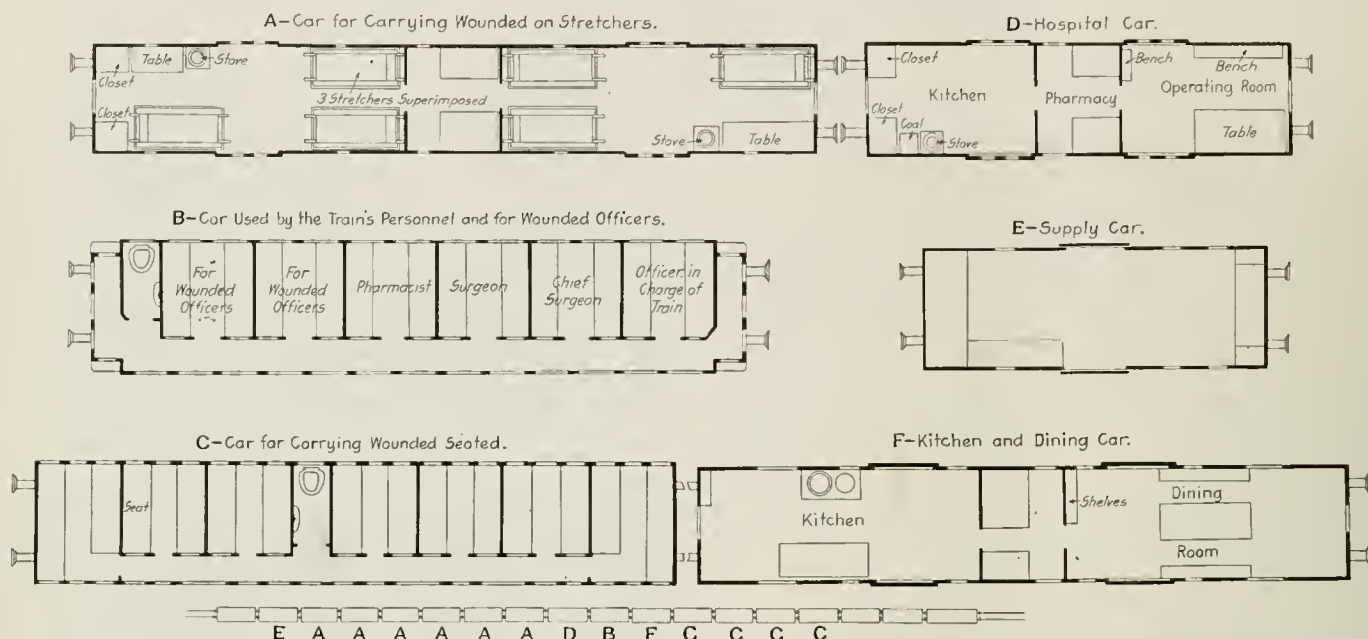 A-Car for Carrying Wounded on Stretchers.
Closet
Table
Stove
3 Stretchers Superimposed
Closet
Stove
Table
D-Hospital Car.
Closet
Kitchen
Closet
Coal
Stove
Pharmacy
Bench
Bench
Operating Room
Table
B-Car Used by the Train's Personnel and for Wounded Officers.
For
Wounded
Officers
For
Wounded
Officers
Pharmacist
Surgeon
Chief
Surgeon
Officer in
Charge of
Train
E-Supply Car.
C-Car for Carrying Wounded Seated.
Seat
F-Kitchen and Dining Car.
Kitchen
Shelves
Dining
Room
E A A A A A A D B F C C C C